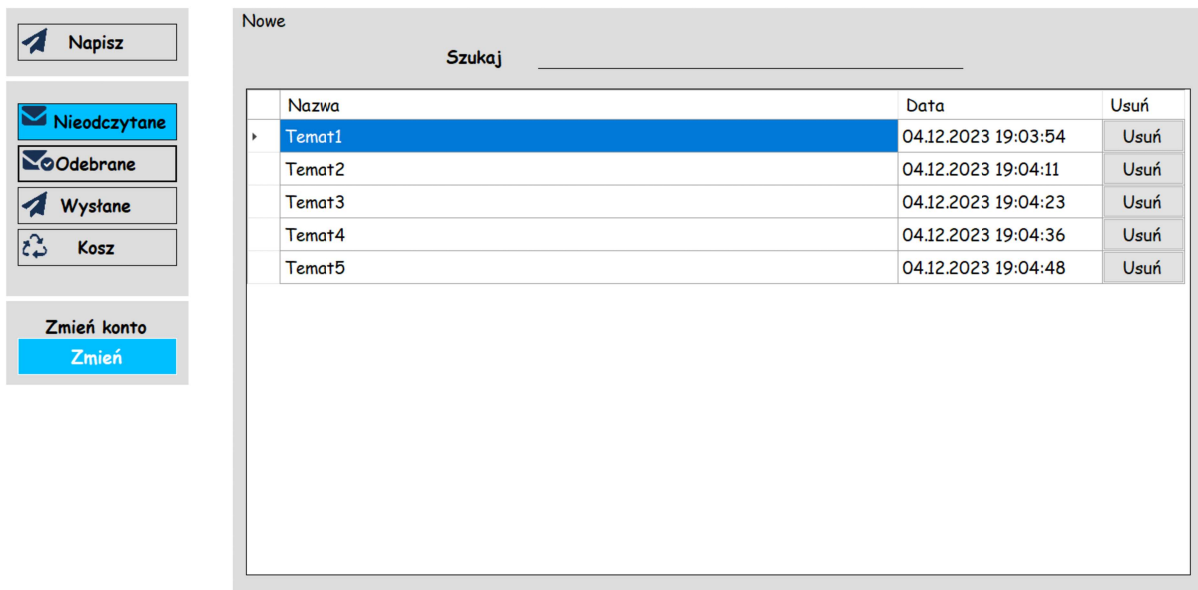 Napisz
Nieodczytane
Odebrane
Wysłane
Kosz
Zmień konto
Zmień
Nowe
Szukaj
Nazwa Data Usuń
Temat1 04.12.2023 19:03:54 Usuń
Temat2 04.12.2023 19:04:11 Usuń
Temat3 04.12.2023 19:04:23 Usuń
Temat4 04.12.2023 19:04:36 Usuń
Temat5 04.12.2023 19:04:48 Usuń